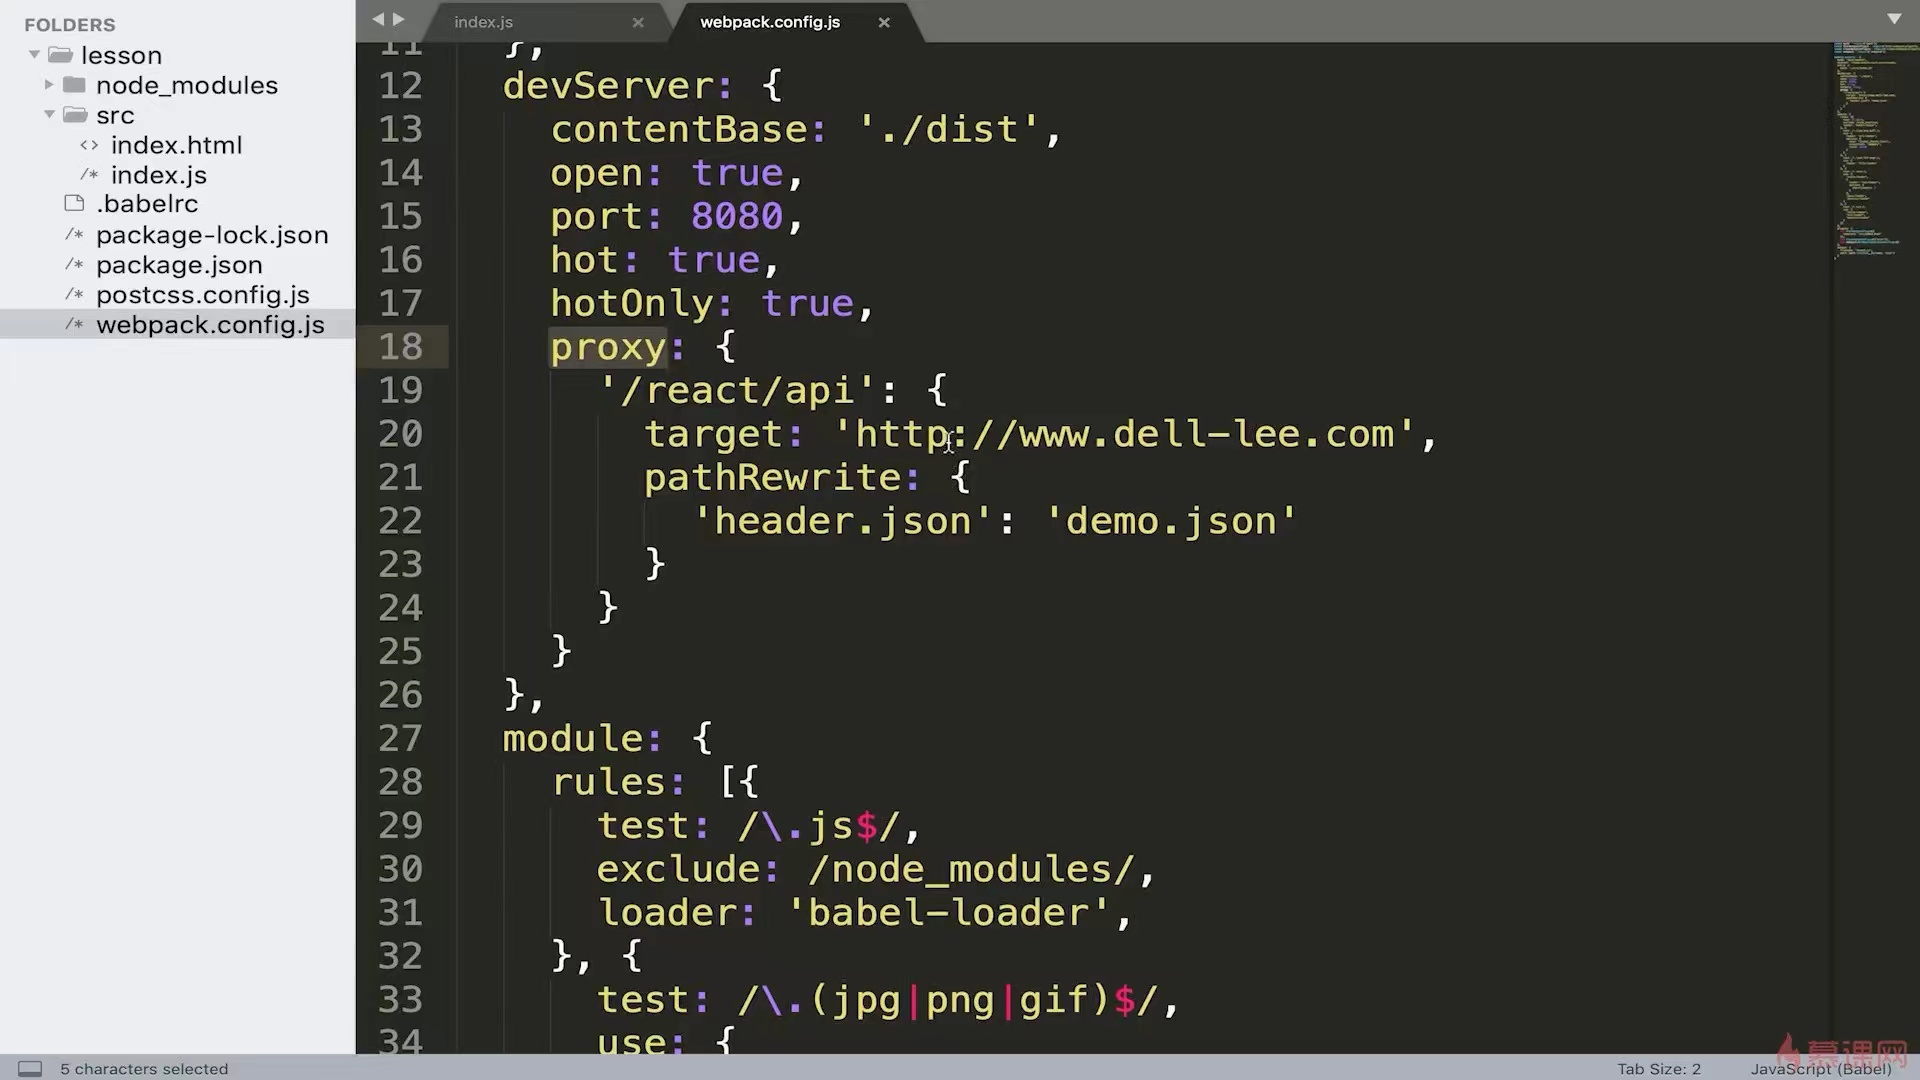 FOLDERS
lesson
node_modules
src
<> index.html
/* index.js
.babelrc
/* package-lock.json
/* package.json
/* postcss.config.js
/* webpack.config.js
index.js ×
webpack.config.js ×
11 },
12 devServer: {
13 contentBase: './dist',
14 open: true,
15 port: 8080,
16 hot: true,
17 hotOnly: true,
18 proxy: {
19 '/react/api': {
20 target: 'http://www.dell-lee.com',
21 pathRewrite: {
22 'header.json': 'demo.json'
23 }
24 }
25 }
26 },
27 module: {
28 rules: [{
29 test: /\.js$/,
30 exclude: /node_modules/,
31 loader: 'babel-loader',
32 }, {
33 test: /\.(jpg|png|gif)$/,
34 use: {
5 characters selected
Tab Size: 2
JavaScript (Babel)
慕课网